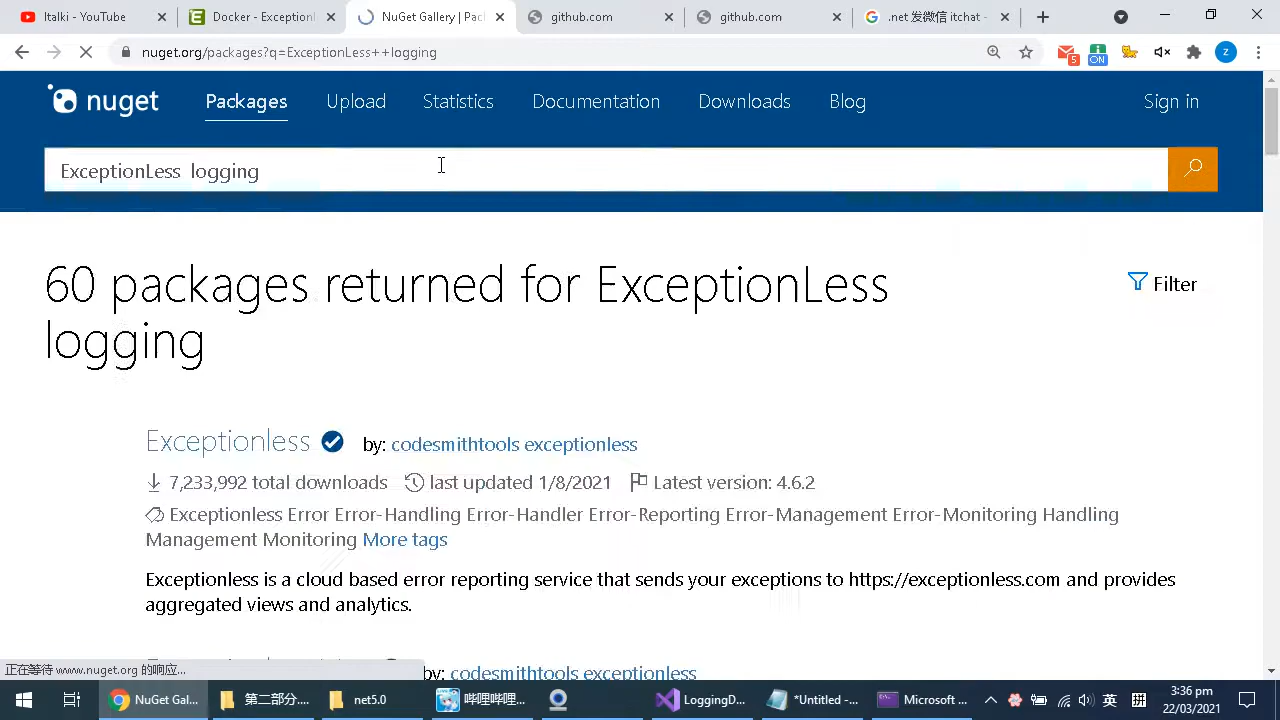 Italki - YouTube
Docker - Exception
NuGet Gallery | Pac
github.com
github.com
.net 发微信 itchat -
nuget.org/packages?q=ExceptionLess++logging
5
ON
Z
nuget
Packages
Upload
Statistics
Documentation
Downloads
Blog
Sign in
ExceptionLess  logging
60 packages returned for ExceptionLess
logging
Filter
Exceptionless
by: codesmithtools exceptionless
7,233,992 total downloads
last updated 1/8/2021
Latest version: 4.6.2
Exceptionless Error Error-Handling Error-Handler Error-Reporting Error-Management Error-Monitoring Handling
Management Monitoring More tags
Exceptionless is a cloud based error reporting service that sends your exceptions to https://exceptionless.com and provides
aggregated views and analytics.
by: codesmithtools exceptionless
正在等待 www.nuget.org 的响应...
NuGet Gal...
第二部分....
net5.0
哔哩哔哩...
LoggingD...
*Untitled -...
Microsoft ...
英
拼
3:36 pm
22/03/2021